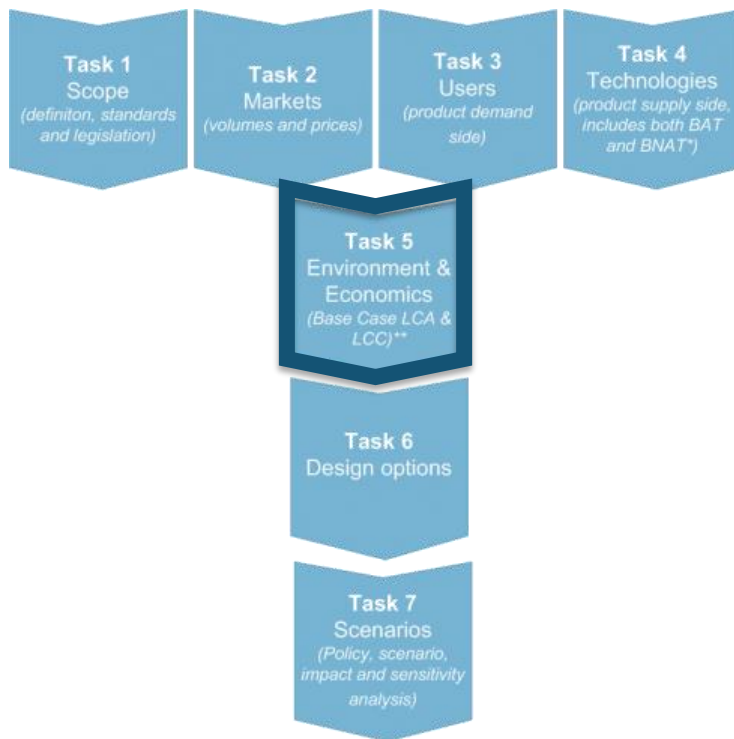 Task 1
Scope
(definiton, standards
and legislation)
Task 2
Markets
(volumes and prices)
Task 3
Users
(product demand
side)
Task 4
Technologies
(product supply side,
includes both BAT
and BNAT*)
Task 5
Environment &
Economics
(Base Case LCA &
LCC)**
Task 6
Design options
Task 7
Scenarios
(Policy, scenario,
impact and sensitivity
analysis)